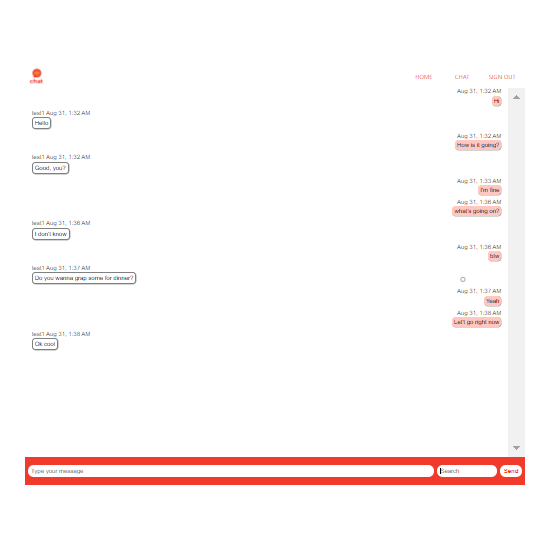 chat
HOME CHAT SIGN OUT
Aug 31, 1:32 AM
Hi
test1 Aug 31, 1:32 AM
Hello
Aug 31, 1:32 AM
How is it going?
test1 Aug 31, 1:32 AM
Good, you?
Aug 31, 1:33 AM
I'm fine
Aug 31, 1:36 AM
what's going on?
test1 Aug 31, 1:36 AM
I don't know
Aug 31, 1:36 AM
btw
test1 Aug 31, 1:37 AM
Do you wanna grap some for dinner?
Aug 31, 1:37 AM
Yeah
Aug 31, 1:38 AM
Let't go right now
test1 Aug 31, 1:38 AM
Ok cool
Type your message Search Send